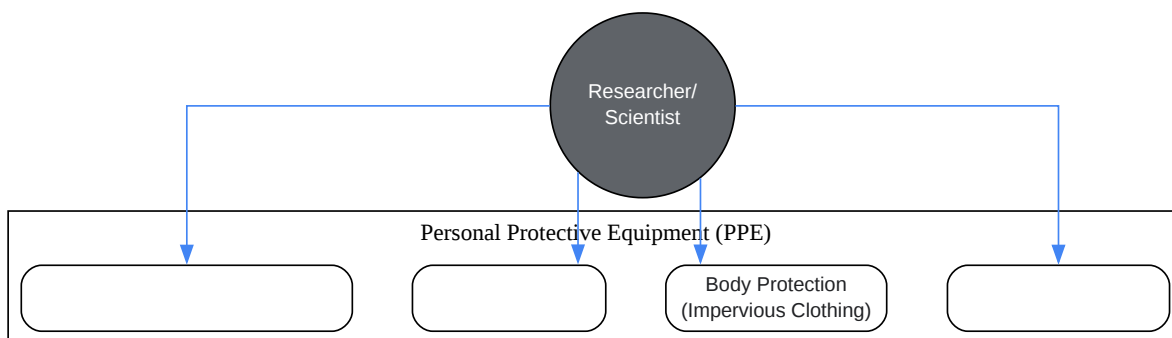 Researcher/
Scientist
Personal Protective Equipment (PPE)
Body Protection
(Impervious Clothing)